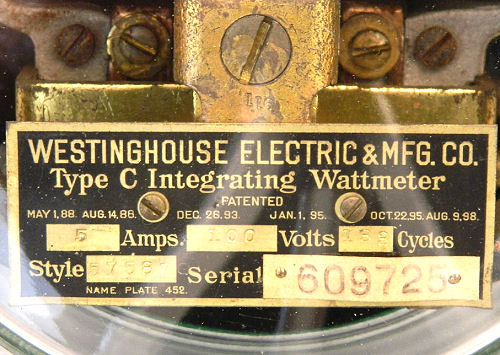 WESTINGHOUSE ELECTRIC & MFG. CO.
Type C Integrating Wattmeter
PATENTED
MAY 1, 88. AUG. 14, 88. DEC. 26. 93. JAN. 1, 95. OCT. 22. 95. AUG. 9, 98.
5 Amps. 100 Volts Cycles
Style Serial 609725
NAME PLATE 452.